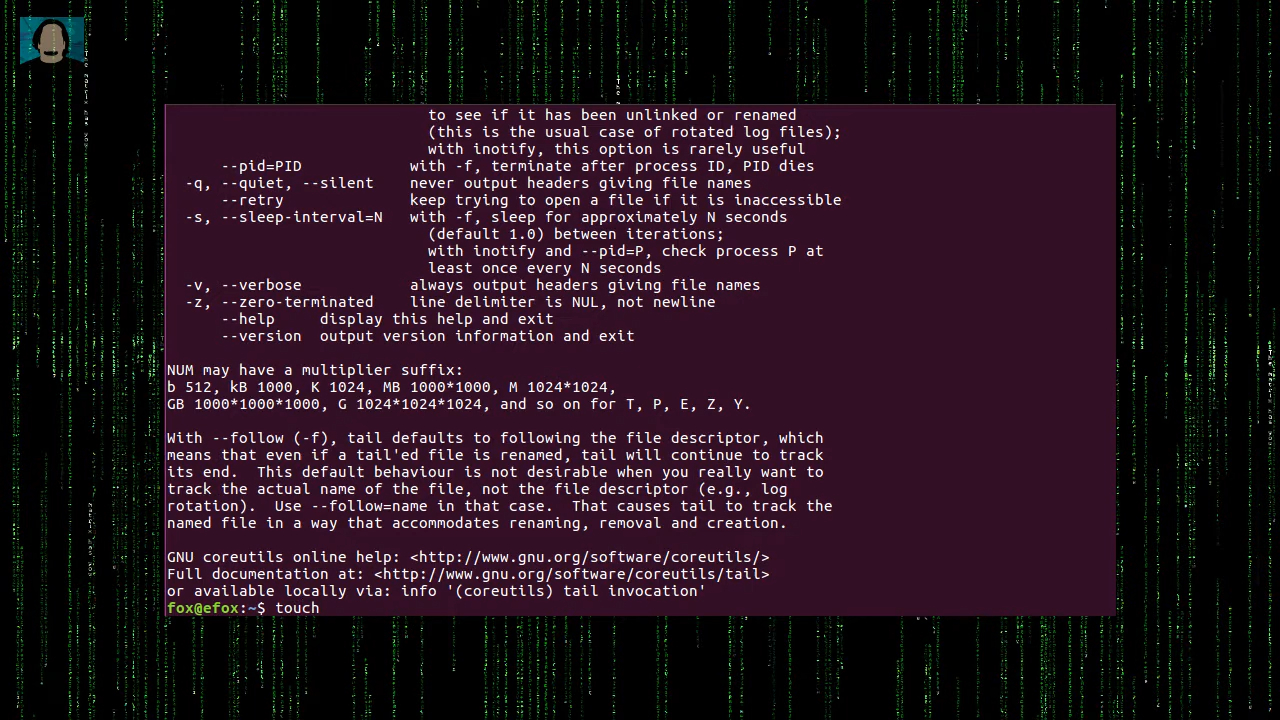 to see if it has been unlinked or renamed
(this is the usual case of rotated log files);
with inotify, this option is rarely useful
--pid=PID            with -f, terminate after process ID, PID dies
-q, --quiet, --silent    never output headers giving file names
--retry              keep trying to open a file if it is inaccessible
-s, --sleep-interval=N   with -f, sleep for approximately N seconds
(default 1.0) between iterations;
with inotify and --pid=P, check process P at
least once every N seconds
-v, --verbose            always output headers giving file names
-z, --zero-terminated    line delimiter is NUL, not newline
--help     display this help and exit
--version  output version information and exit
NUM may have a multiplier suffix:
b 512, kB 1000, K 1024, MB 1000*1000, M 1024*1024,
GB 1000*1000*1000, G 1024*1024*1024, and so on for T, P, E, Z, Y.
With --follow (-f), tail defaults to following the file descriptor, which
means that even if a tail'ed file is renamed, tail will continue to track
its end.  This default behaviour is not desirable when you really want to
track the actual name of the file, not the file descriptor (e.g., log
rotation).  Use --follow=name in that case.  That causes tail to track the
named file in a way that accommodates renaming, removal and creation.
GNU coreutils online help: <http://www.gnu.org/software/coreutils/>
Full documentation at: <http://www.gnu.org/software/coreutils/tail>
or available locally via: info '(coreutils) tail invocation'
fox@efox:~$ touch